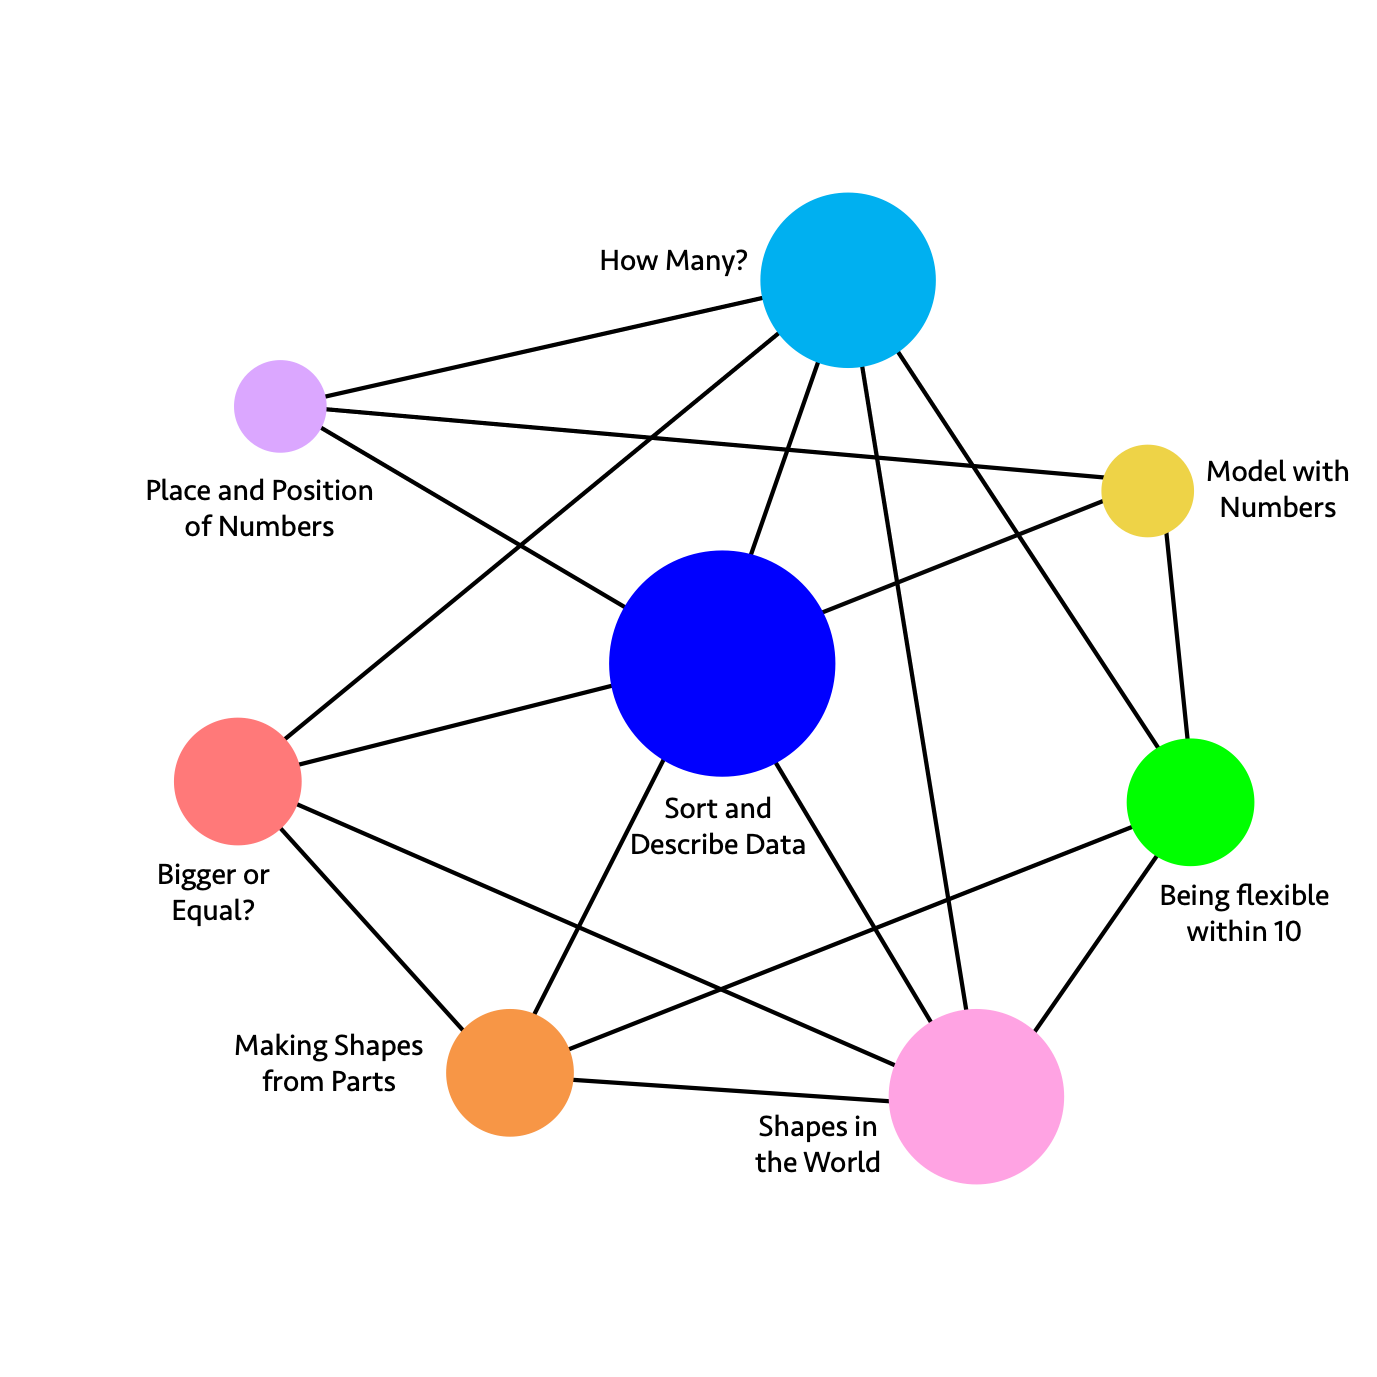 How Many?
Model with
Numbers
Place and Position
of Numbers
Sort and
Describe Data
Bigger or
Equal?
Being flexible
within 10
Making Shapes
from Parts
Shapes in
the World